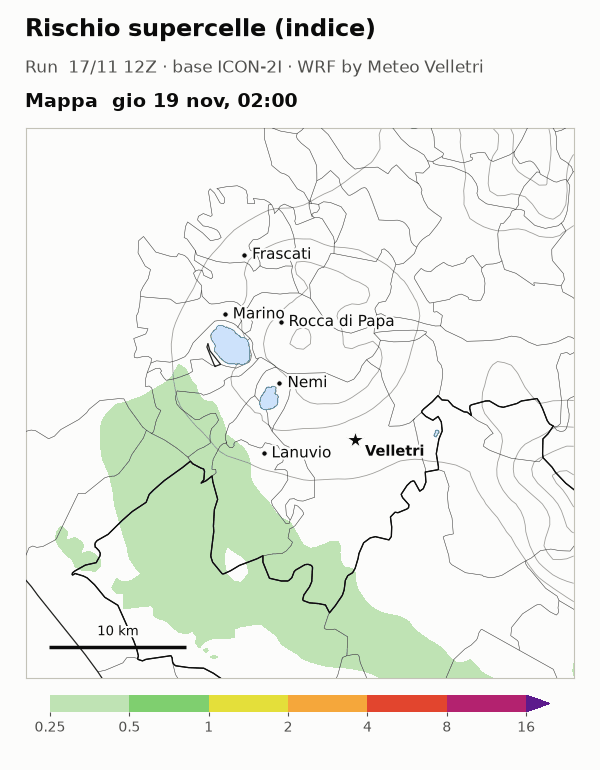 Rischio supercelle (indice)
Run  17/11 12Z · base ICON-2I · WRF by Meteo Velletri
Mappa  gio 19 nov, 02:00
Frascati
Marino
Rocca di Papa
Nemi
Velletri
Lanuvio
10 km
0.25 0.5 1 2 4 8 16